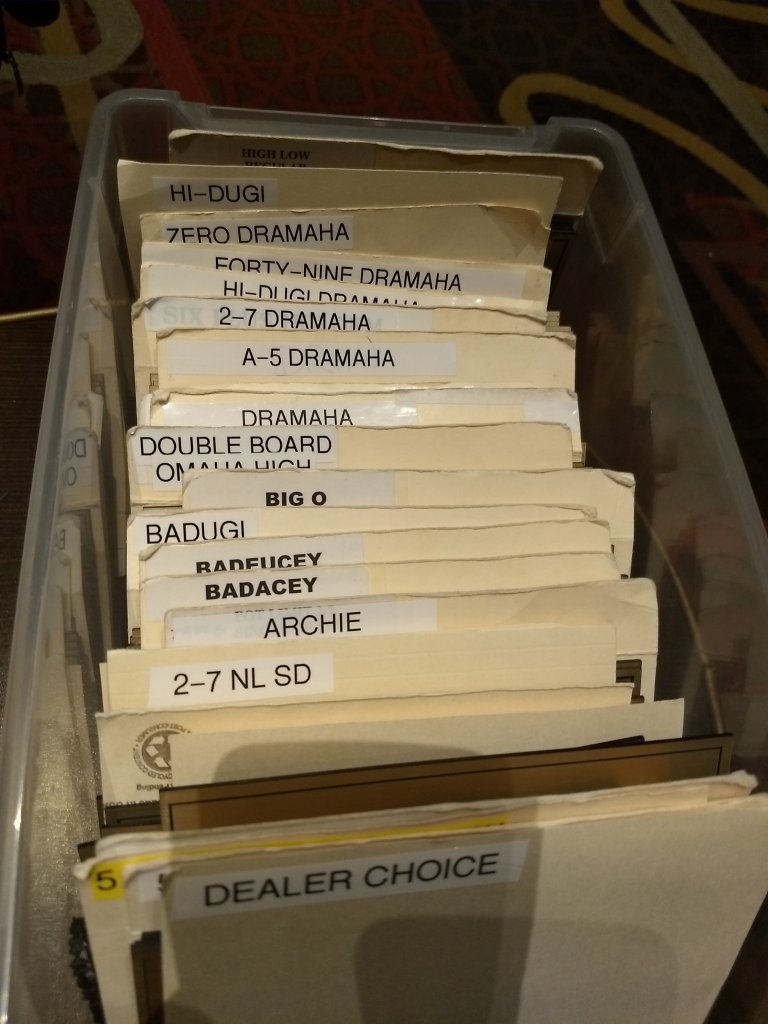 HIGH LOW
REGULAR
HI-DUGI
ZERO DRAMAHA
FORTY-NINE DRAMAHA
HI-DUGI DRAMAHA
2-7 DRAMAHA
A-5 DRAMAHA
DRAMAHA
DOUBLE BOARD
OMAHA HIGH
BIG O
BADUGI
BADEUCEY
BADACEY
ARCHIE
2-7 NL SD
5
DEALER CHOICE